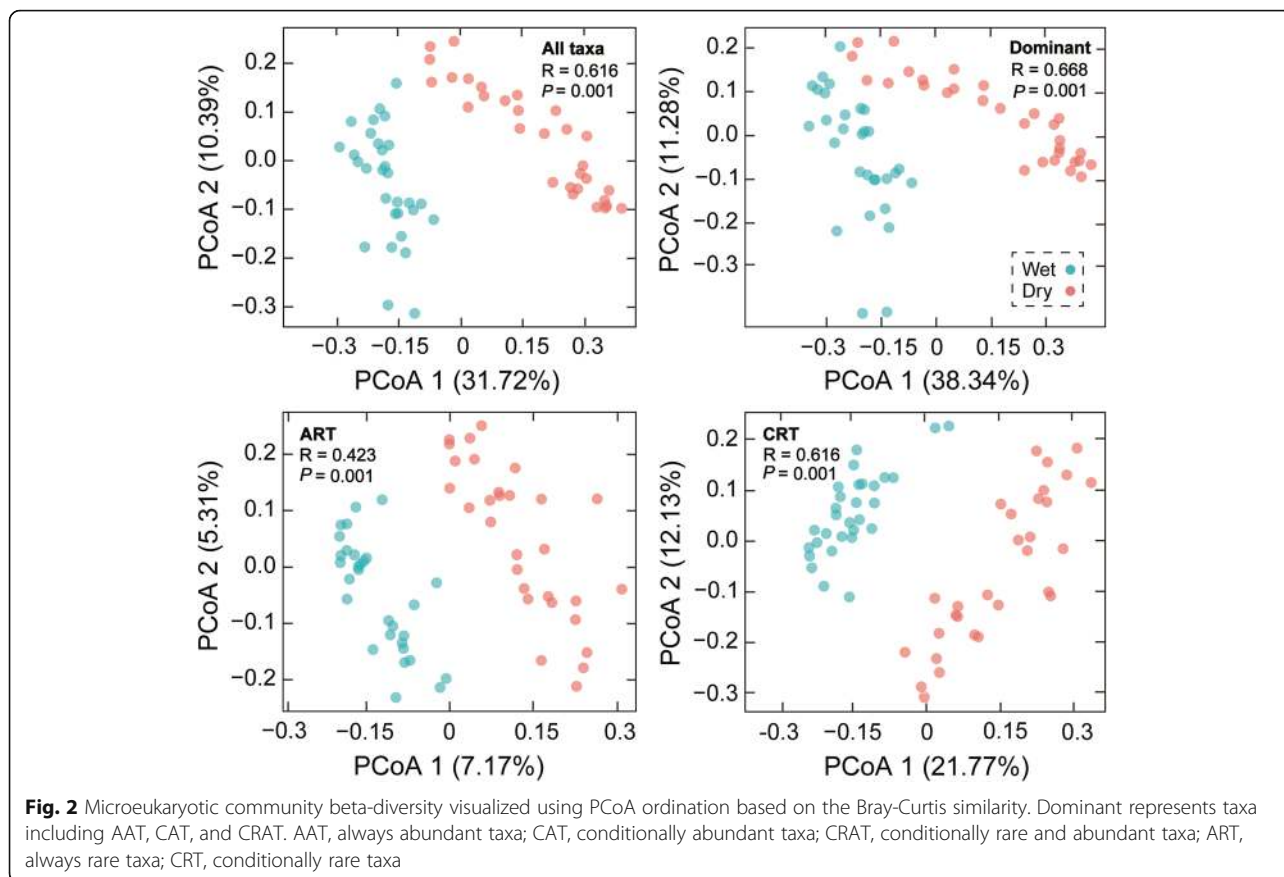 All taxa
R = 0.616
P = 0.001
0.2
0.1
0.0
−0.1
−0.2
−0.3
PCoA 2 (10.39%)
−0.3 −0.15 0 0.15 0.3
PCoA 1 (31.72%)
Dominant
R = 0.668
P = 0.001
0.2
0.1
0.0
−0.1
−0.2
−0.3
PCoA 2 (11.28%)
Wet
Dry
−0.3 −0.15 0 0.15 0.3
PCoA 1 (38.34%)
ART
R = 0.423
P = 0.001
0.2
0.1
0.0
−0.1
−0.2
PCoA 2 (5.31%)
−0.3 −0.15 0 0.15 0.3
PCoA 1 (7.17%)
CRT
R = 0.616
P = 0.001
0.2
0.1
0.0
−0.1
−0.2
−0.3
PCoA 2 (12.13%)
-0.3 −0.15 0 0.15 0.3
PCoA 1 (21.77%)
Fig. 2 Microeukaryotic community beta-diversity visualized using PCoA ordination based on the Bray-Curtis similarity. Dominant represents taxa
including AAT, CAT, and CRAT. AAT, always abundant taxa; CAT, conditionally abundant taxa; CRAT, conditionally rare and abundant taxa; ART,
always rare taxa; CRT, conditionally rare taxa